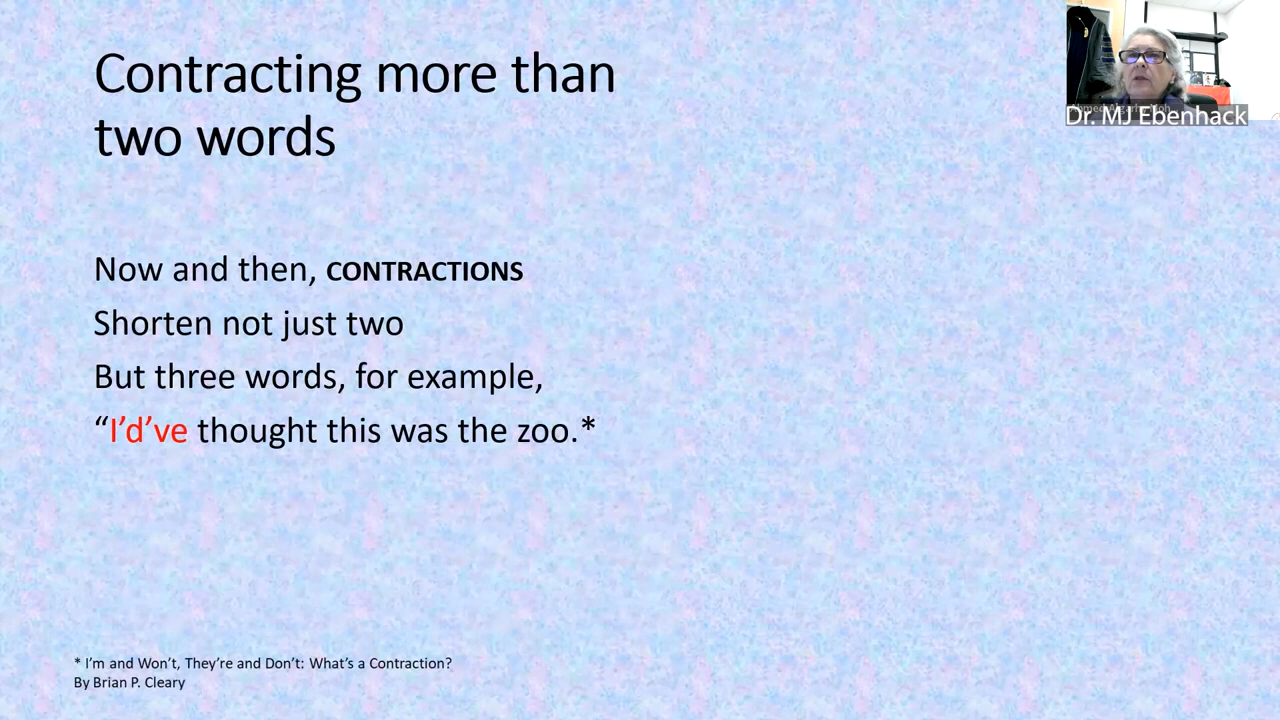 Contracting more than
two words
Dr. MJ Ebenhack
Now and then, CONTRACTIONS
Shorten not just two
But three words, for example,
“I’d’ve thought this was the zoo.*
* I’m and Won’t, They’re and Don’t: What’s a Contraction?
By Brian P. Cleary